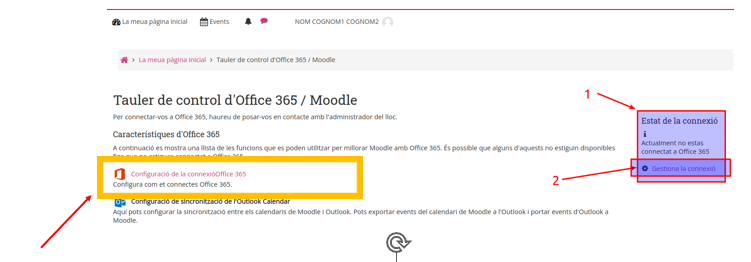 La meua pàgina inicial Events NOM COGNOM1 COGNOM2
La meua pàgina inicial > Tauler de control d'Office 365 / Moodle
Tauler de control d'Office 365 / Moodle
Per connectar-vos a Office 365, haureu de posar-vos en contacte amb l'administrador del lloc.
Característiques d'Office 365
A continuació es mostra una llista de les funcions que es poden utilitzar per millorar Moodle amb Office 365. És possible que alguns d'aquests no estiguin disponibles
Configuració de la connexióOffice 365
Configura com et connectes Office 365.
Configuració de sincronització de l'Outlook Calendar
Aquí pots configurar la sincronització entre els calendaris de Moodle i Outlook. Pots exportar events del calendari de Moodle a l'Outlook i portar events d'Outlook a
Moodle.
1
Estat de la connexió
Actualment no estas
connectat a Office 365
2
Gestiona la connexió